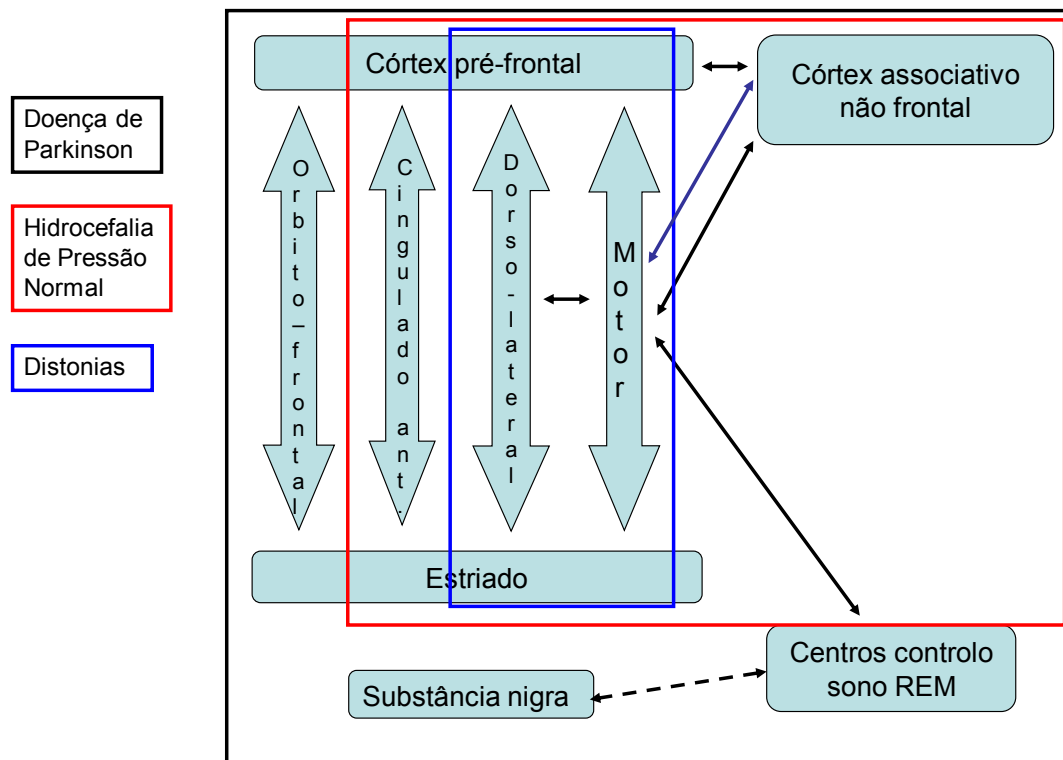 Doença de
Parkinson
Hidrocefalia
de Pressão
Normal
Distonias
Córtex pré-frontal
Córtex associativo
não frontal
Orbito–frontal
Cingulado ant.
Dorso-lateral
Motor
Estriado
Substância nigra
Centros controlo
sono REM